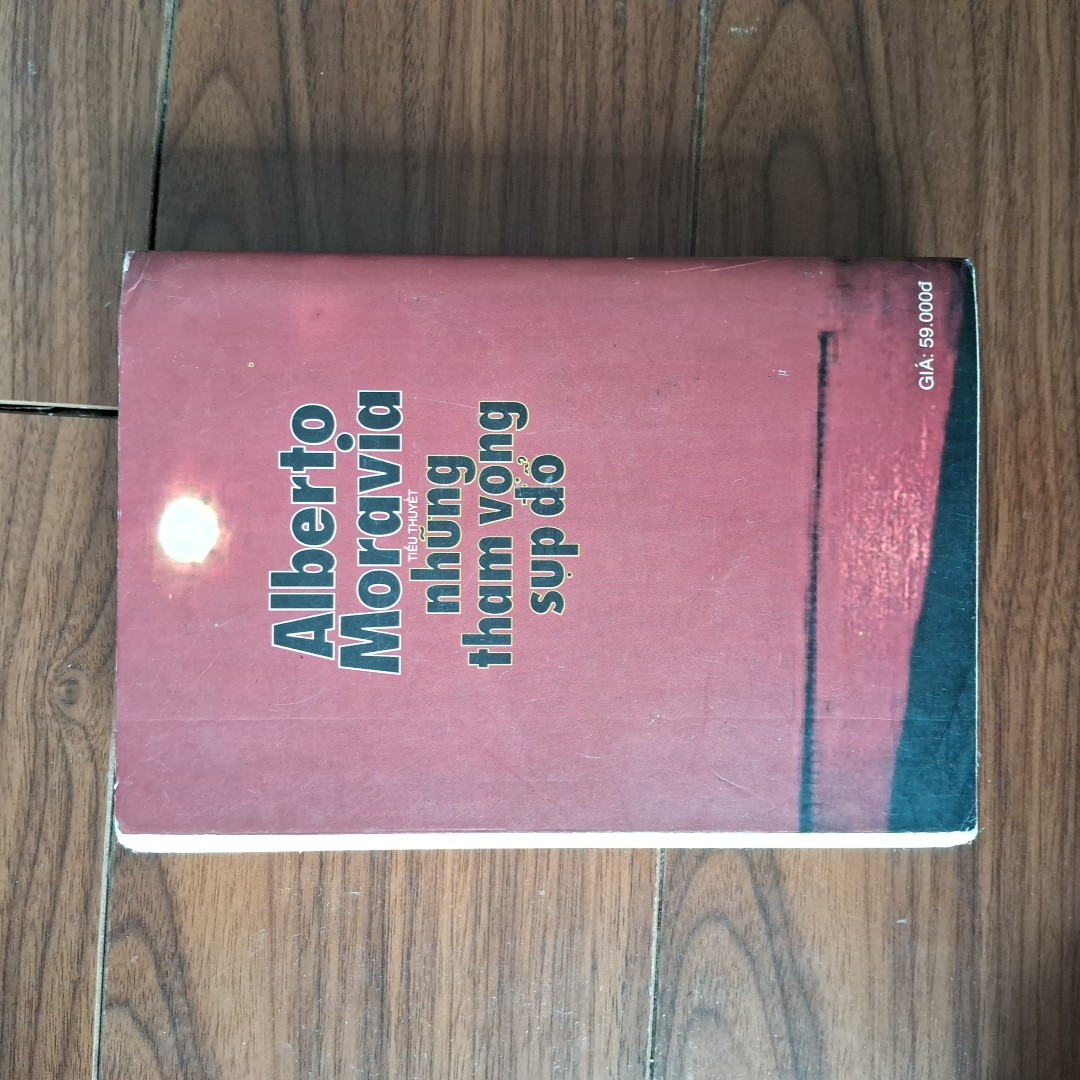 Alberto
Moravia
TIỂU THUYẾT
những
tham vọng
sụp đổ
GIÁ: 59.000đ